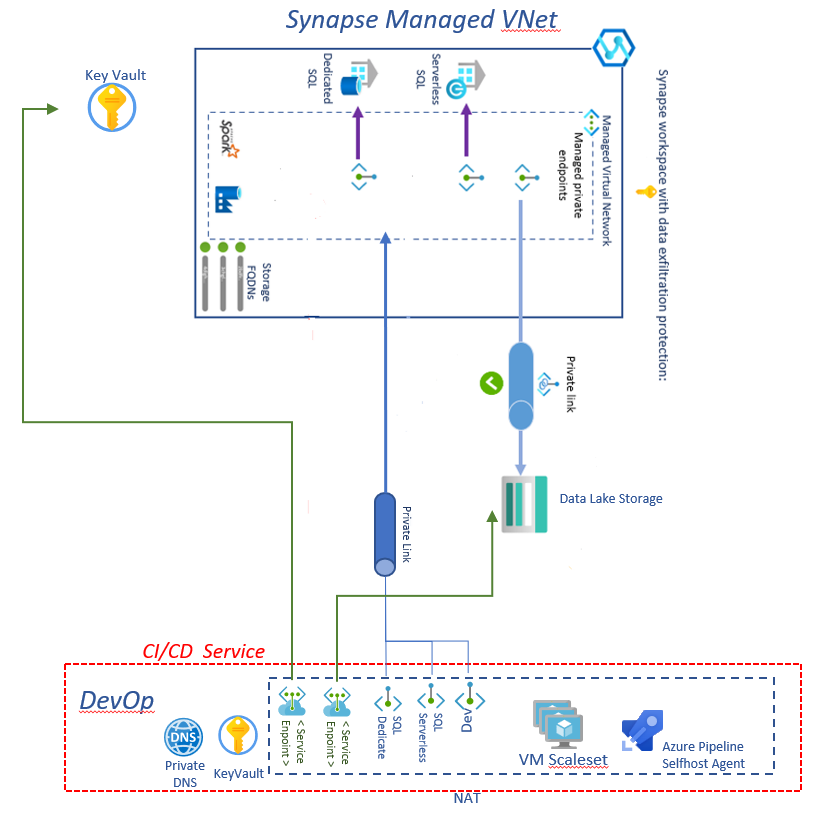 Synapse Managed VNet
Key Vault
Dedicated
SQL
Serverless
SQL
Synapse workspace with data exfiltration protection:
Managed Virtual Network
Managed private
endpoints
Spark
Storage
FQDNs
Private link
Data Lake Storage
Private Link
CI/CD Service
DevOp
DNS
Private
DNS
KeyVault
< Service
Enpoint >
< Service
Enpoint >
SQL
Dedicate
SQL
Serverless
Dev
VM Scaleset
Azure Pipeline
Selfhost Agent
NAT